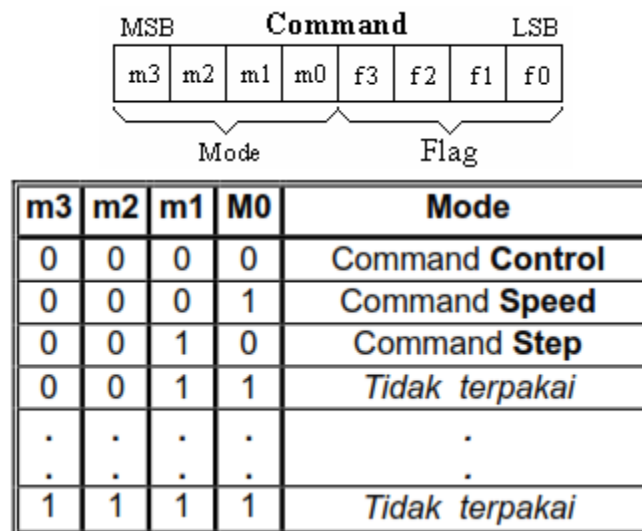 MSB Command LSB
m3 m2 m1 m0 f3 f2 f1 f0
Mode Flag
m3 m2 m1 M0 Mode
0 0 0 0 Command Control
0 0 0 1 Command Speed
0 0 1 0 Command Step
0 0 1 1 Tidak terpakai
. . . . .
. . . . .
1 1 1 1 Tidak terpakai